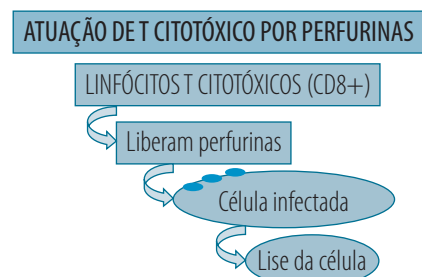 ATUAÇÃO DE T CITOTÓXICO POR PERFURINAS
LINFÓCITOS T CITOTÓXICOS (CD8+)
Liberam perfurinas
Célula infectada
Lise da célula